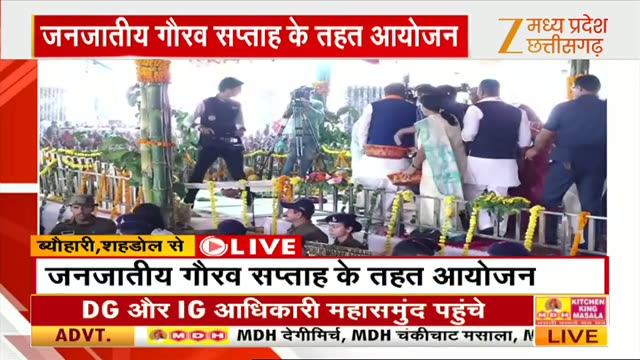 जनजातीय गौरव सप्ताह के तहत आयोजन
Z मध्य प्रदेश
छत्तीसगढ़
ब्यौहारी,शहडोल से
LIVE
जनजातीय गौरव सप्ताह के तहत आयोजन
DG और IG अधिकारी महासमुंद पहुंचे
MDH
KITCHEN
KING
MASALA
ADVT.
MDH देगीमिर्च, MDH चंकीचाट मसाला,
LIVE